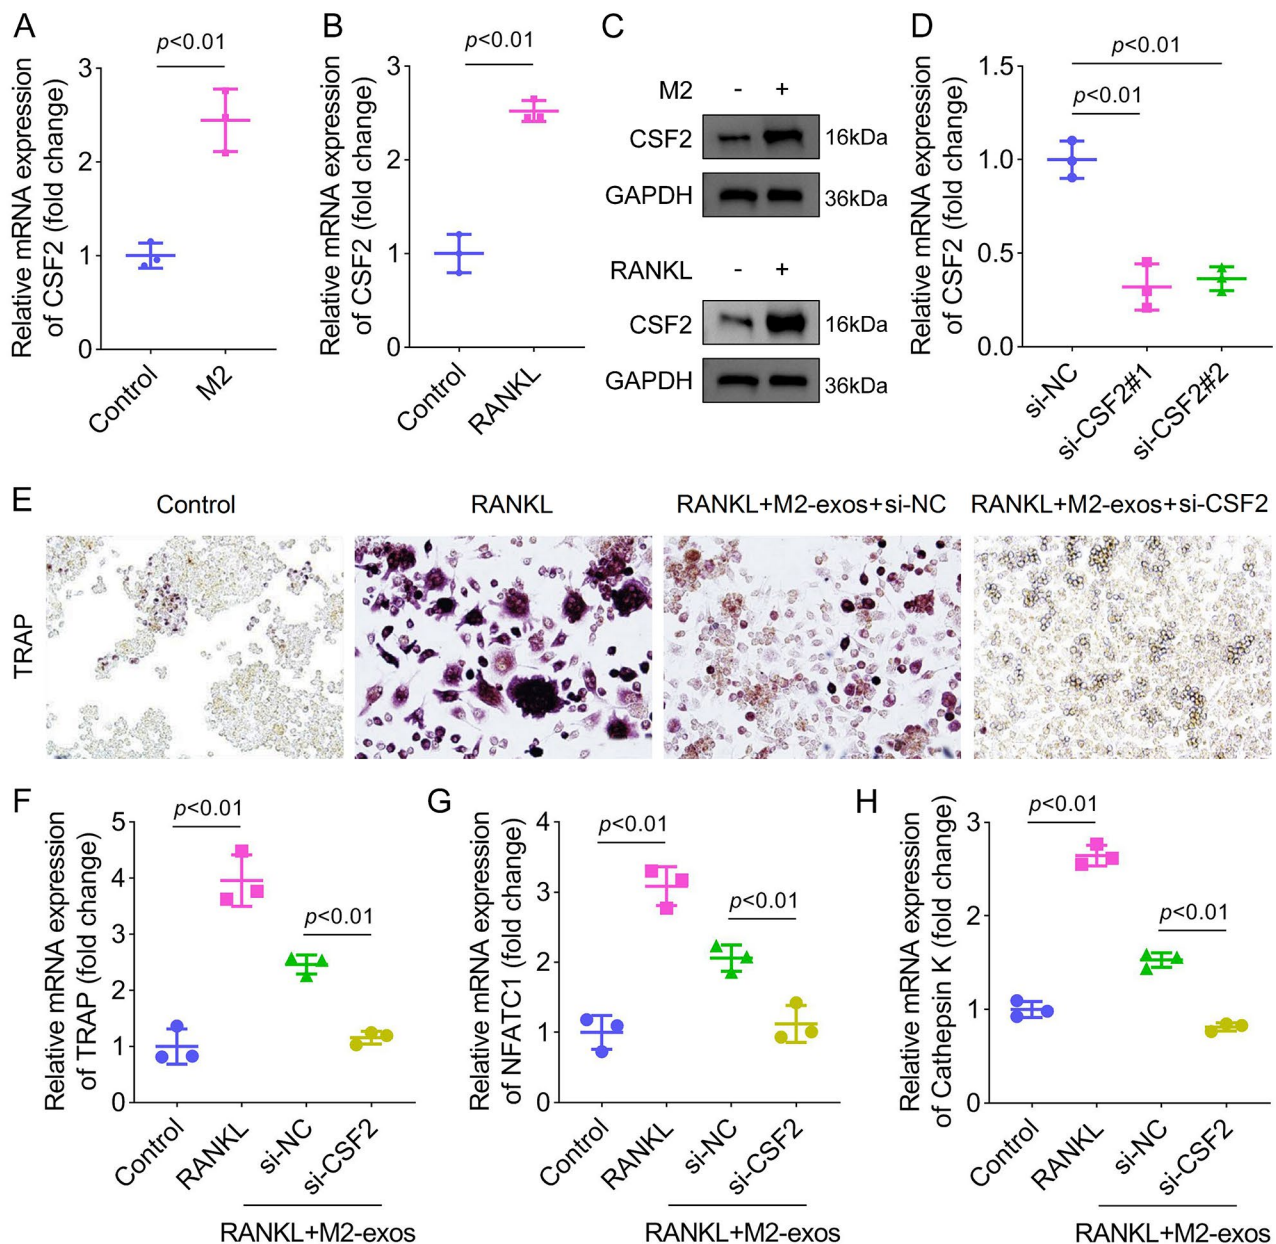 A
p<0.01
Relative mRNA expression
of CSF2 (fold change)
3
2
1
0
Control
M2
B
p<0.01
Relative mRNA expression
of CSF2 (fold change)
3
2
1
0
Control
RANKL
C
M2 - +
CSF2 16kDa
GAPDH 36kDa
RANKL - +
CSF2 16kDa
GAPDH 36kDa
D
p<0.01
p<0.01
Relative mRNA expression
of CSF2 (fold change)
1.5
1.0
0.5
0.0
si-NC
si-CSF2#1
si-CSF2#2
E
Control
RANKL
RANKL+M2-exos+si-NC
RANKL+M2-exos+si-CSF2
TRAP
F
p<0.01
p<0.01
Relative mRNA expression
of TRAP (fold change)
5
4
3
2
1
0
Control
RANKL
si-NC
si-CSF2
RANKL+M2-exos
G
p<0.01
p<0.01
Relative mRNA expression
of NFATC1 (fold change)
4
3
2
1
0
Control
RANKL
si-NC
si-CSF2
RANKL+M2-exos
H
p<0.01
p<0.01
Relative mRNA expression
of Cathepsin K (fold change)
3
2
1
0
Control
RANKL
si-NC
si-CSF2
RANKL+M2-exos